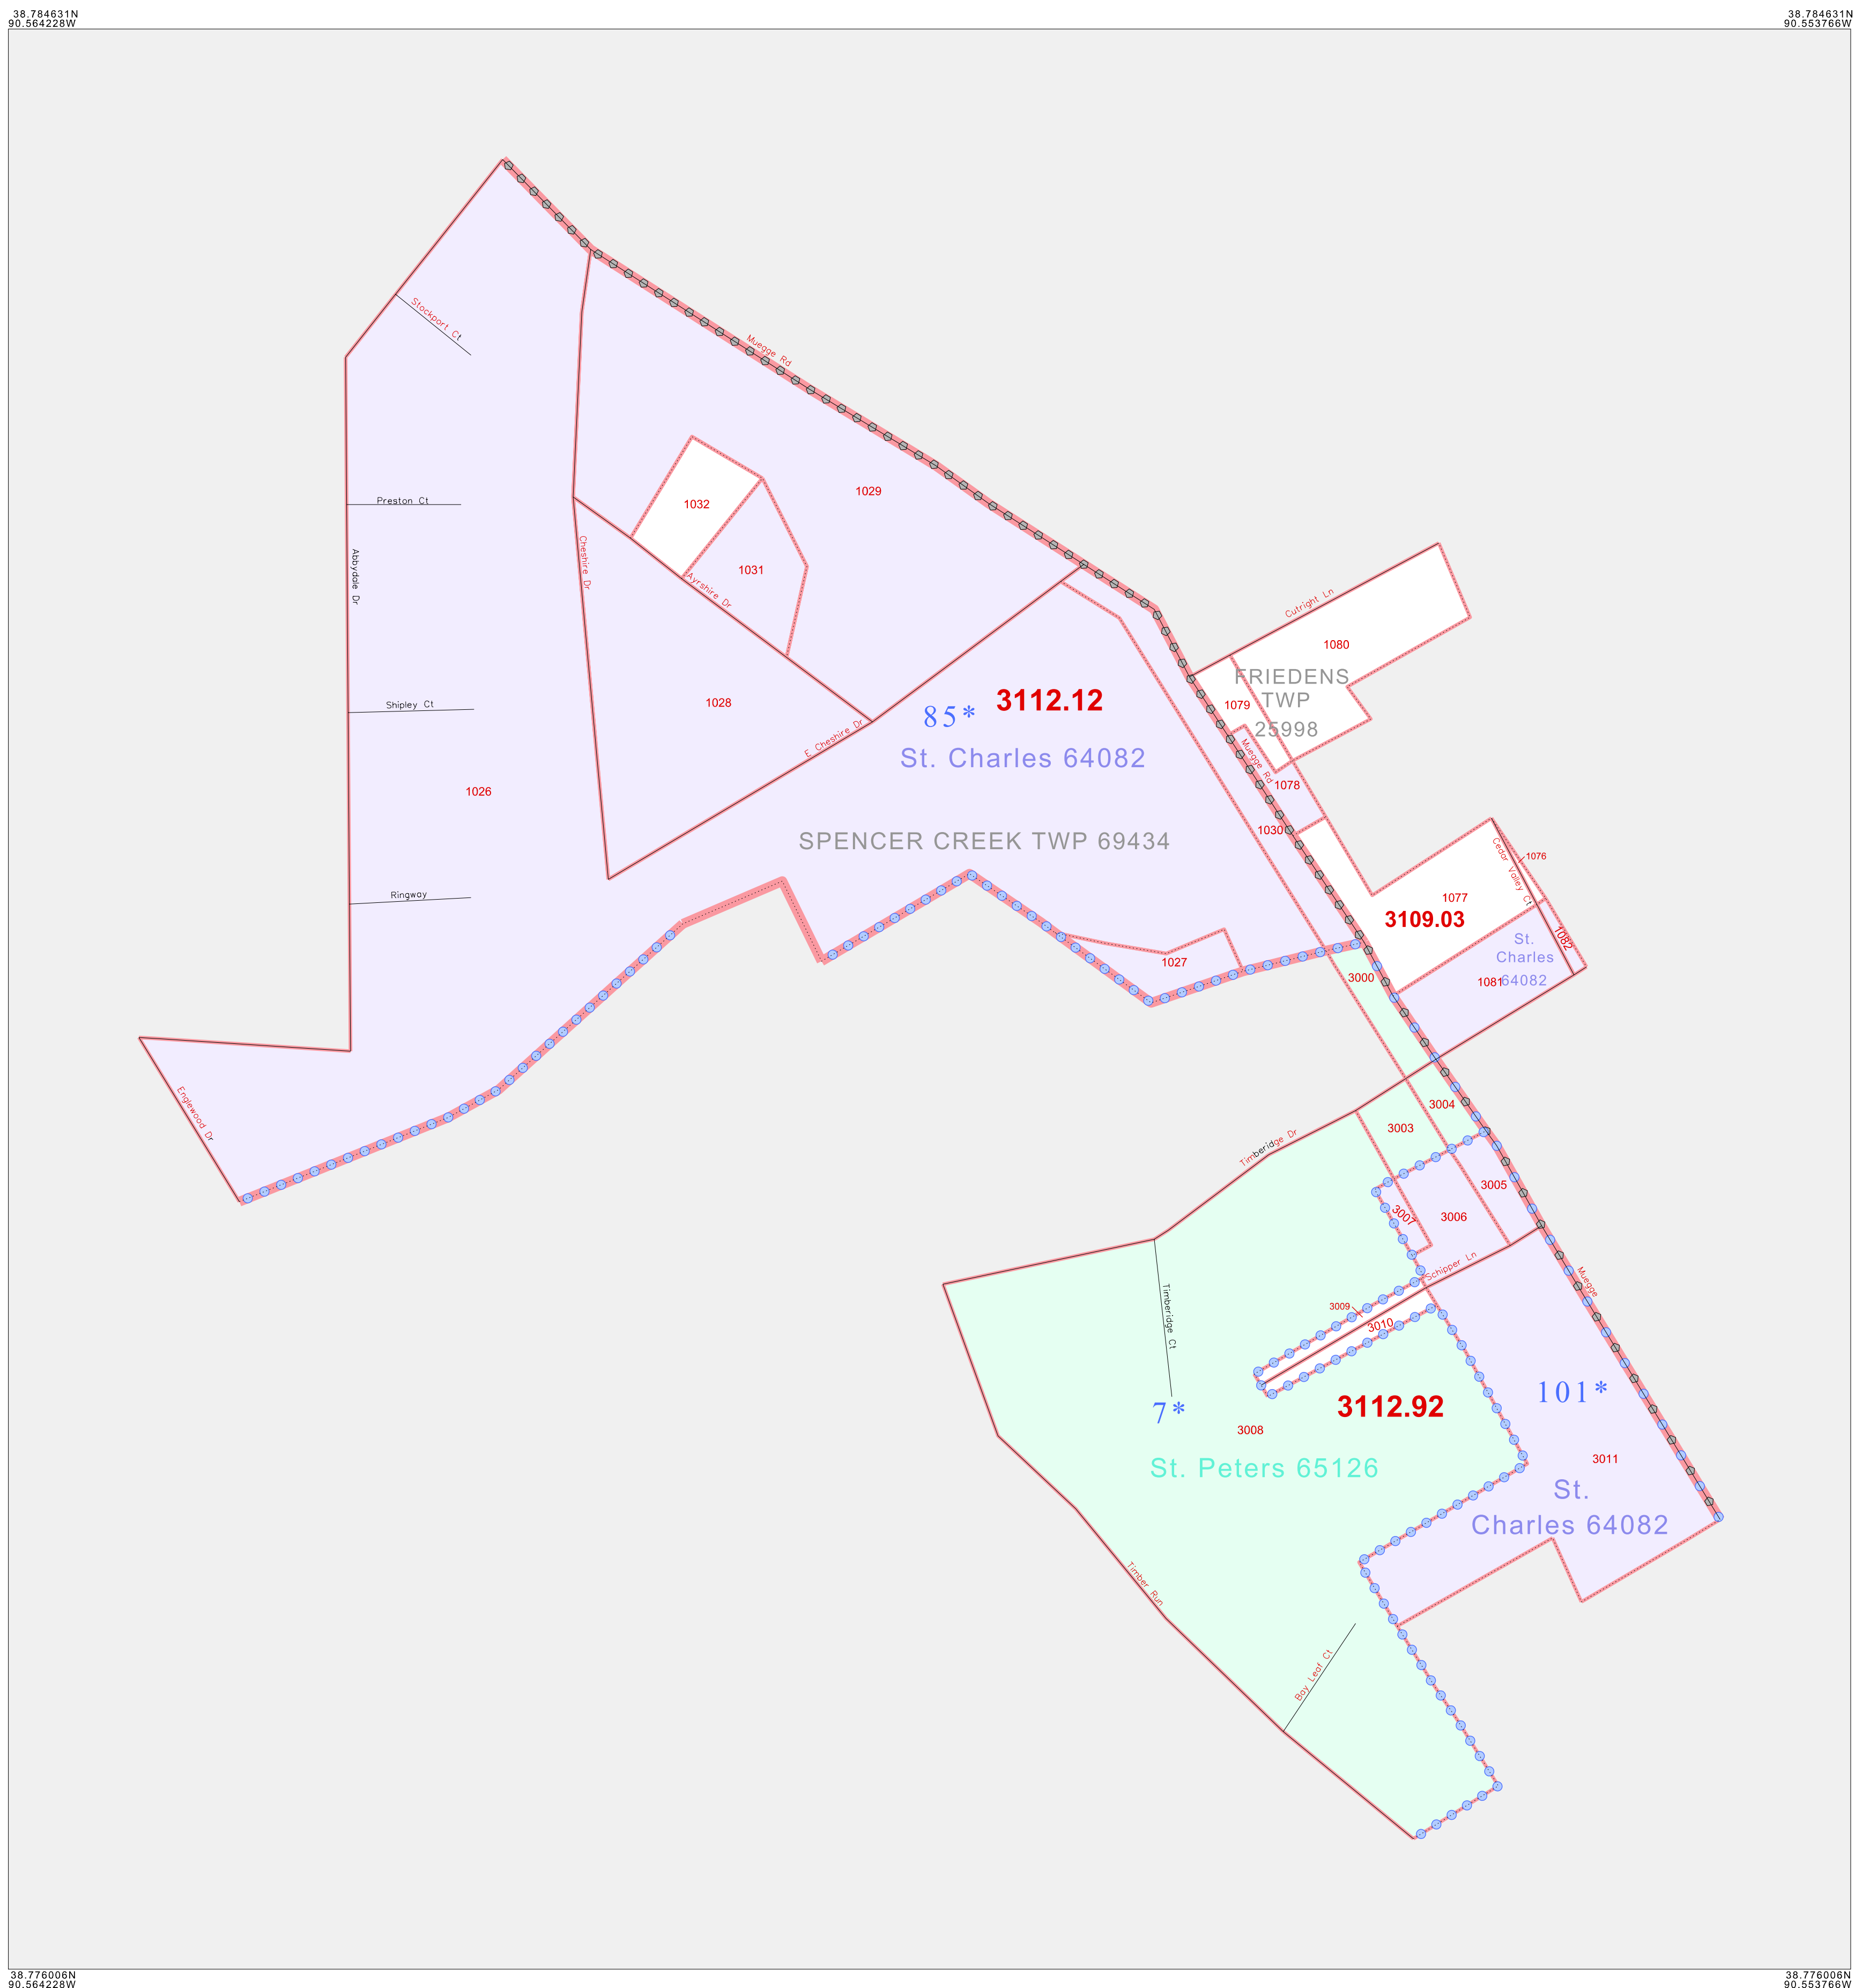 38.784631N
90.564228W
38.784631N
90.553766W
Stockport Ct
Muegge Rd
1029
Preston Ct
1032
Abbydale Dr
Cheshire Dr
1031
Ayrshire Dr
Cutright Ln
1080
FRIEDENS
TWP
25998
1079
Shipley Ct
1028
3112.12
85*
E Cheshire Dr
St. Charles 64082
Muegge Rd
1078
1026
1030
SPENCER CREEK TWP 69434
Cedar Valley Ct
1076
Ringway
1077
3109.03
1082
St.
Charles
64082
1027
3000
1081
Englewood Dr
3004
3003
Timberidge Dr
3005
3007
3006
Schipper Ln
Muegge
3009
3010
Timberidge Ct
101*
7*
3112.92
3008
3011
St. Peters 65126
St.
Charles 64082
Timber Run
Bay Leaf Ct
38.776006N
90.564228W
38.776006N
90.553766W